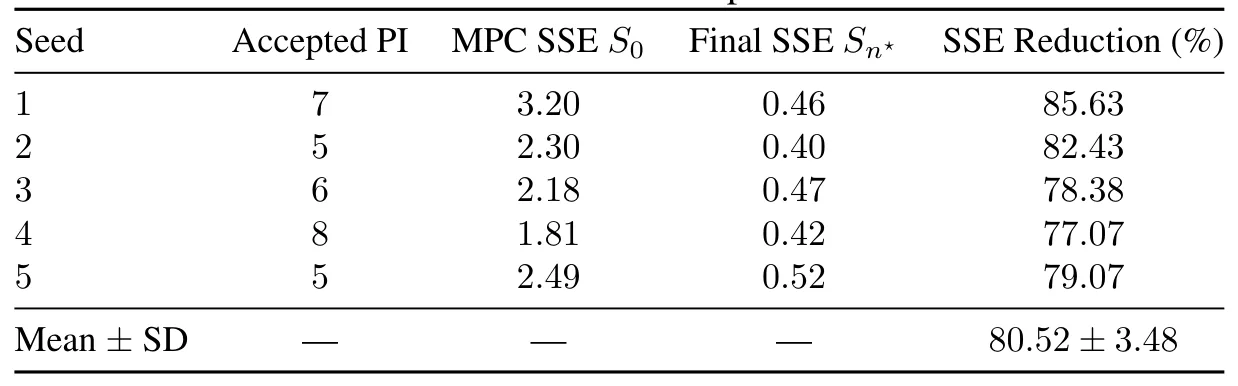 Seed Accepted PI MPC SSE S₀ Final SSE Sₙ⋆ SSE Reduction (%)
1 7 3.20 0.46 85.63
2 5 2.30 0.40 82.43
3 6 2.18 0.47 78.38
4 8 1.81 0.42 77.07
5 5 2.49 0.52 79.07
Mean ± SD — — — 80.52 ± 3.48